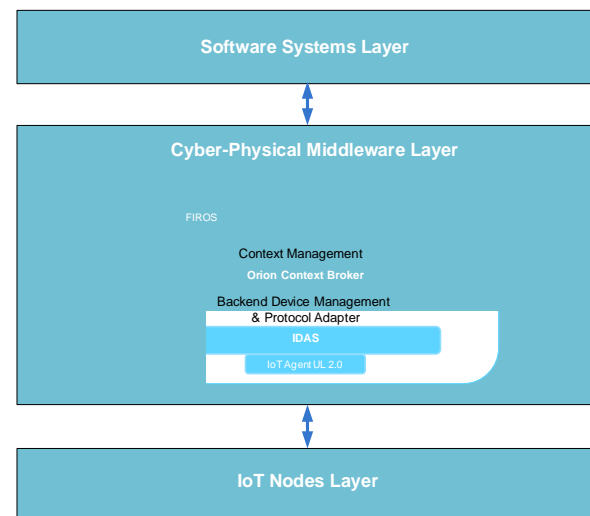 Software Systems Layer
Cyber-Physical Middleware Layer
FIROS
Context Management
Orion Context Broker
Backend Device Management
& Protocol Adapter
IDAS
IoT Agent UL 2.0
IoT Nodes Layer